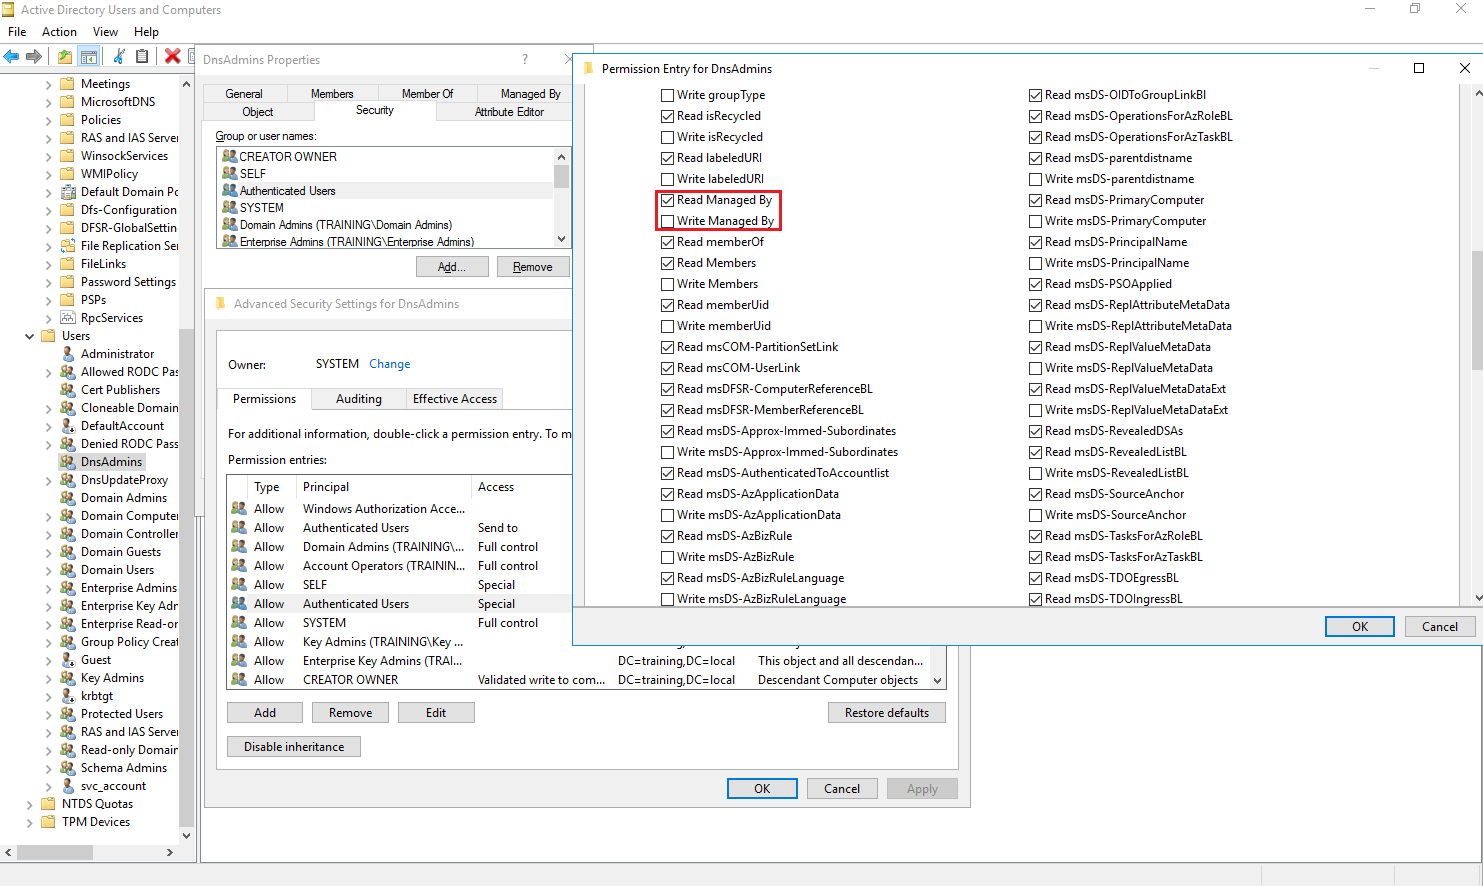 Active Directory Users and Computers
File Action View Help
Meetings
MicrosoftDNS
Policies
RAS and IAS Server
WinsockServices
WMIPolicy
Default Domain Po
Dfs-Configuration
DFSR-GlobalSettin
File Replication Ser
FileLinks
Password Settings
PSPs
RpcServices
Users
Administrator
Allowed RODC Pas
Cert Publishers
Cloneable Domain
DefaultAccount
Denied RODC Pass
DnsAdmins
DnsUpdateProxy
Domain Admins
Domain Computer
Domain Controller
Domain Guests
Domain Users
Enterprise Admins
Enterprise Key Adr
Enterprise Read-or
Group Policy Creat
Guest
Key Admins
krbtgt
Protected Users
RAS and IAS Server
Read-only Domain
Schema Admins
svc_account
NTDS Quotas
TPM Devices
DnsAdmins Properties ?
General Members Member Of Managed By
Object Security Attribute Editor
Group or user names:
CREATOR OWNER
SELF
Authenticated Users
SYSTEM
Domain Admins (TRAINING\Domain Admins)
Enterprise Admins (TRAINING\Enterprise Admins)
Add... Remove
Advanced Security Settings for DnsAdmins
Owner: SYSTEM Change
Permissions Auditing Effective Access
For additional information, double-click a permission entry. To m
Permission entries:
Type Principal Access
Allow Windows Authorization Acce...
Allow Authenticated Users Send to
Allow Domain Admins (TRAINING\... Full control
Allow Account Operators (TRAININ... Full control
Allow SELF Special
Allow Authenticated Users Special
Allow SYSTEM Full control
Allow Key Admins (TRAINING\Key ...
Allow Enterprise Key Admins (TRAI... DC=training,DC=local This object and all descendan...
Allow CREATOR OWNER Validated write to com... DC=training,DC=local Descendant Computer objects
Add Remove Edit Restore defaults
Disable inheritance
OK Cancel Apply
Permission Entry for DnsAdmins
Write groupType
Read isRecycled
Write isRecycled
Read labeledURI
Write labeledURI
Read Managed By
Write Managed By
Read memberOf
Read Members
Write Members
Read memberUid
Write memberUid
Read msCOM-PartitionSetLink
Read msCOM-UserLink
Read msDFSR-ComputerReferenceBL
Read msDFSR-MemberReferenceBL
Read msDS-Approx-Immed-Subordinates
Write msDS-Approx-Immed-Subordinates
Read msDS-AuthenticatedToAccountlist
Read msDS-AzApplicationData
Write msDS-AzApplicationData
Read msDS-AzBizRule
Write msDS-AzBizRule
Read msDS-AzBizRuleLanguage
Write msDS-AzBizRuleLanguage
Read msDS-OIDToGroupLinkBl
Read msDS-OperationsForAzRoleBL
Read msDS-OperationsForAzTaskBL
Read msDS-parentdistname
Write msDS-parentdistname
Read msDS-PrimaryComputer
Write msDS-PrimaryComputer
Read msDS-PrincipalName
Write msDS-PrincipalName
Read msDS-PSOApplied
Read msDS-ReplAttributeMetaData
Write msDS-ReplAttributeMetaData
Read msDS-ReplValueMetaData
Write msDS-ReplValueMetaData
Read msDS-ReplValueMetaDataExt
Write msDS-ReplValueMetaDataExt
Read msDS-RevealedDSAs
Read msDS-RevealedListBL
Write msDS-RevealedListBL
Read msDS-SourceAnchor
Write msDS-SourceAnchor
Read msDS-TasksForAzRoleBL
Read msDS-TasksForAzTaskBL
Read msDS-TDOEgressBL
Read msDS-TDOIngressBL
OK Cancel